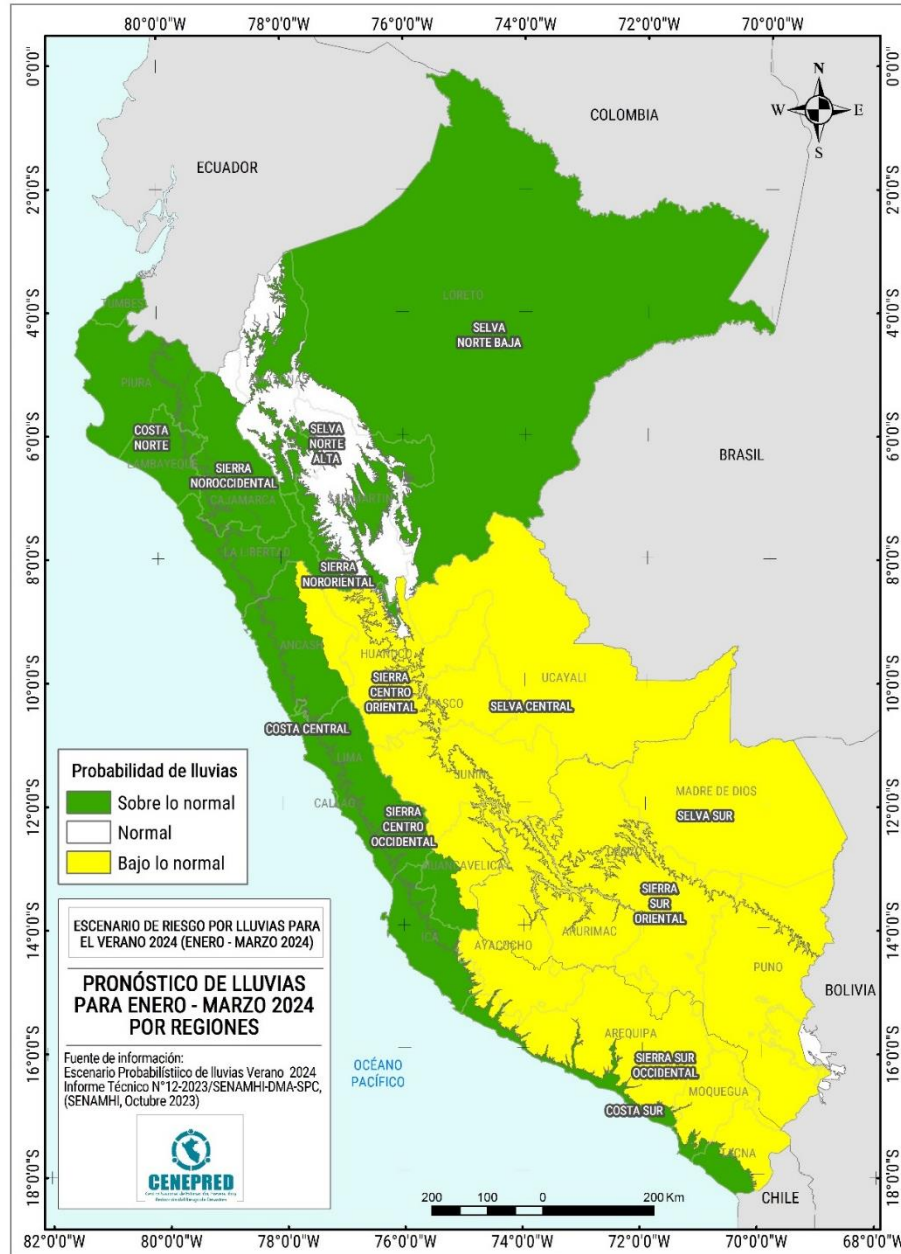 80°0'0"W 78°0'0"W 76°0'0"W 74°0'0"W 72°0'0"W 70°0'0"W
0°0'0"
2°0'0"S
4°0'0"S
6°0'0"S
8°0'0"S
10°0'0"S
12°0'0"S
14°0'0"S
16°0'0"S
18°0'0"S
N
W E
S
COLOMBIA
ECUADOR
TUMBES
LORETO
SELVA
NORTE BAJA
PIURA
COSTA
NORTE
LAMBAYEQUE
SIERRA
NOROCCIDENTAL
CAJAMARCA
SELVA
NORTE
ALTA
SAN MARTIN
BRASIL
LA LIBERTAD
SIERRA
NORORIENTAL
ANCASH
HUANUCO
UCAYALI
SIERRA
CENTRO
ORIENTAL
PASCO
SELVA CENTRAL
COSTA CENTRAL
LIMA
JUNIN
CALLAO
MADRE DE DIOS
SELVA SUR
SIERRA
CENTRO
OCCIDENTAL
HUANCAVELICA
SIERRA
SUR
ORIENTAL
ICA
AYACUCHO
APURIMAC
PUNO
BOLIVIA
AREQUIPA
SIERRA SUR
OCCIDENTAL
MOQUEGUA
COSTA SUR
TACNA
CHILE
OCÉANO
PACÍFICO
Probabilidad de lluvias
Sobre lo normal
Normal
Bajo lo normal
ESCENARIO DE RIESGO POR LLUVIAS PARA
EL VERANO 2024 (ENERO - MARZO 2024)
PRONÓSTICO DE LLUVIAS
PARA ENERO - MARZO 2024
POR REGIONES
Fuente de información:
Escenario Probabilístiico de lluvias Verano 2024
Informe Técnico N°12-2023/SENAMHI-DMA-SPC,
(SENAMHI, Octubre 2023)
CENEPRED
200 100 0 200 Km
0°0'0"
2°0'0"S
4°0'0"S
6°0'0"S
8°0'0"S
10°0'0"S
12°0'0"S
14°0'0"S
16°0'0"S
18°0'0"S
82°0'0"W 80°0'0"W 78°0'0"W 76°0'0"W 74°0'0"W 72°0'0"W 70°0'0"W 68°0'0"W